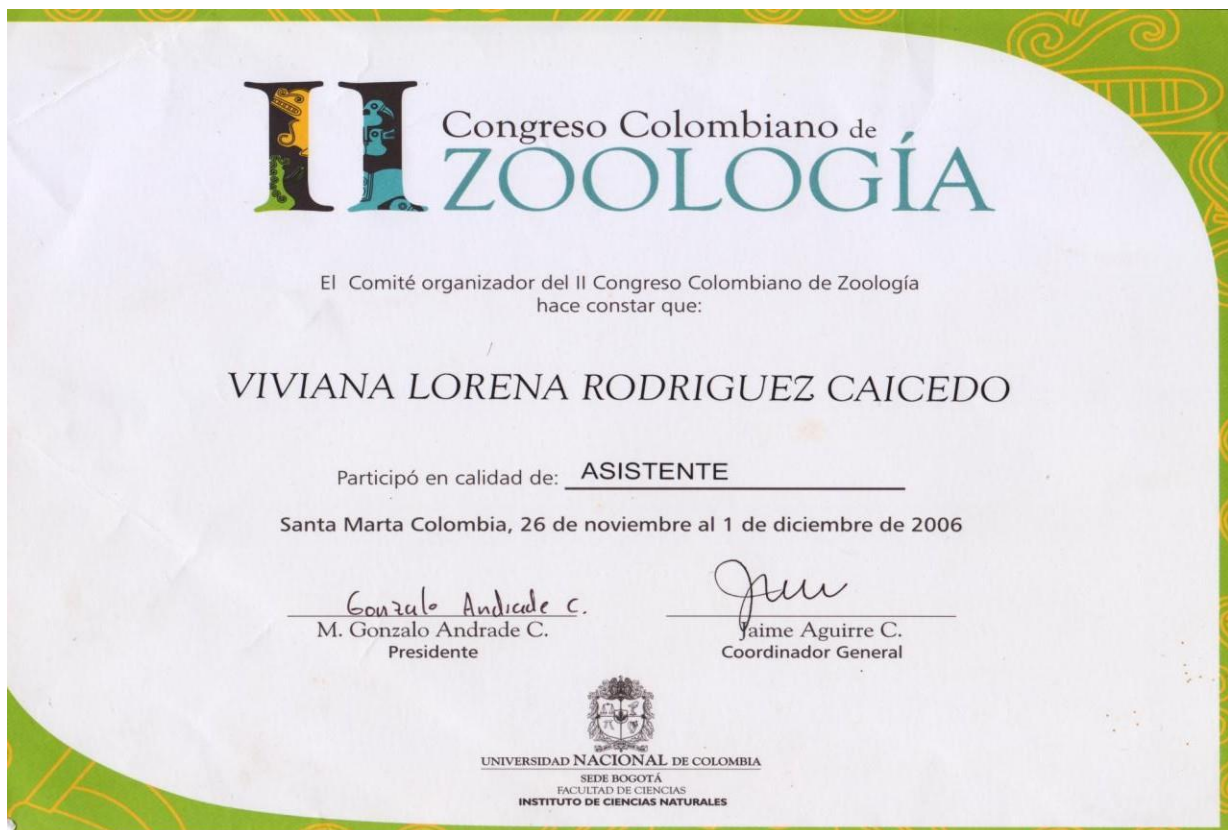 II Congreso Colombiano de
ZOOLOGÍA
El Comité organizador del II Congreso Colombiano de Zoología
hace constar que:
VIVIANA LORENA RODRIGUEZ CAICEDO
Participó en calidad de: ASISTENTE
Santa Marta Colombia, 26 de noviembre al 1 de diciembre de 2006
Gonzalo Andrade C.
M. Gonzalo Andrade C.
Presidente
Jaime Aguirre C.
Coordinador General
UNIVERSIDAD NACIONAL DE COLOMBIA
SEDE BOGOTÁ
FACULTAD DE CIENCIAS
INSTITUTO DE CIENCIAS NATURALES